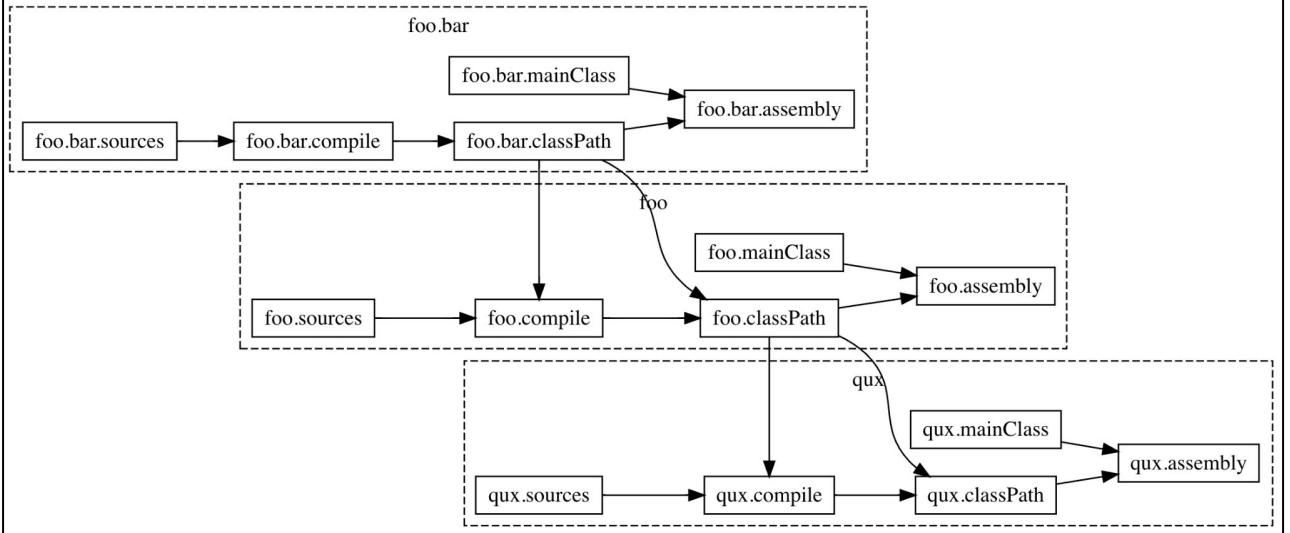 foo.bar
foo.bar.mainClass
foo.bar.assembly
foo.bar.sources
foo.bar.compile
foo.bar.classPath
foo
foo.mainClass
foo.assembly
foo.sources
foo.compile
foo.classPath
qux
qux.mainClass
qux.assembly
qux.sources
qux.compile
qux.classPath